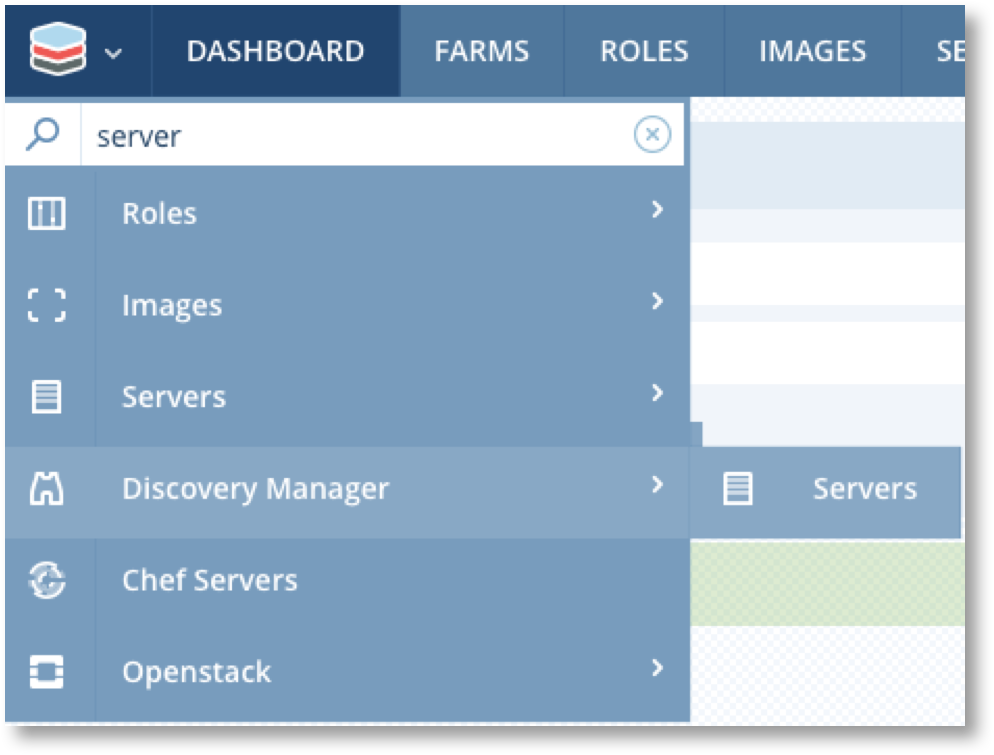 DASHBOARD FARMS ROLES IMAGES SE
server
Roles
Images
Servers
Discovery Manager Servers
Chef Servers
Openstack